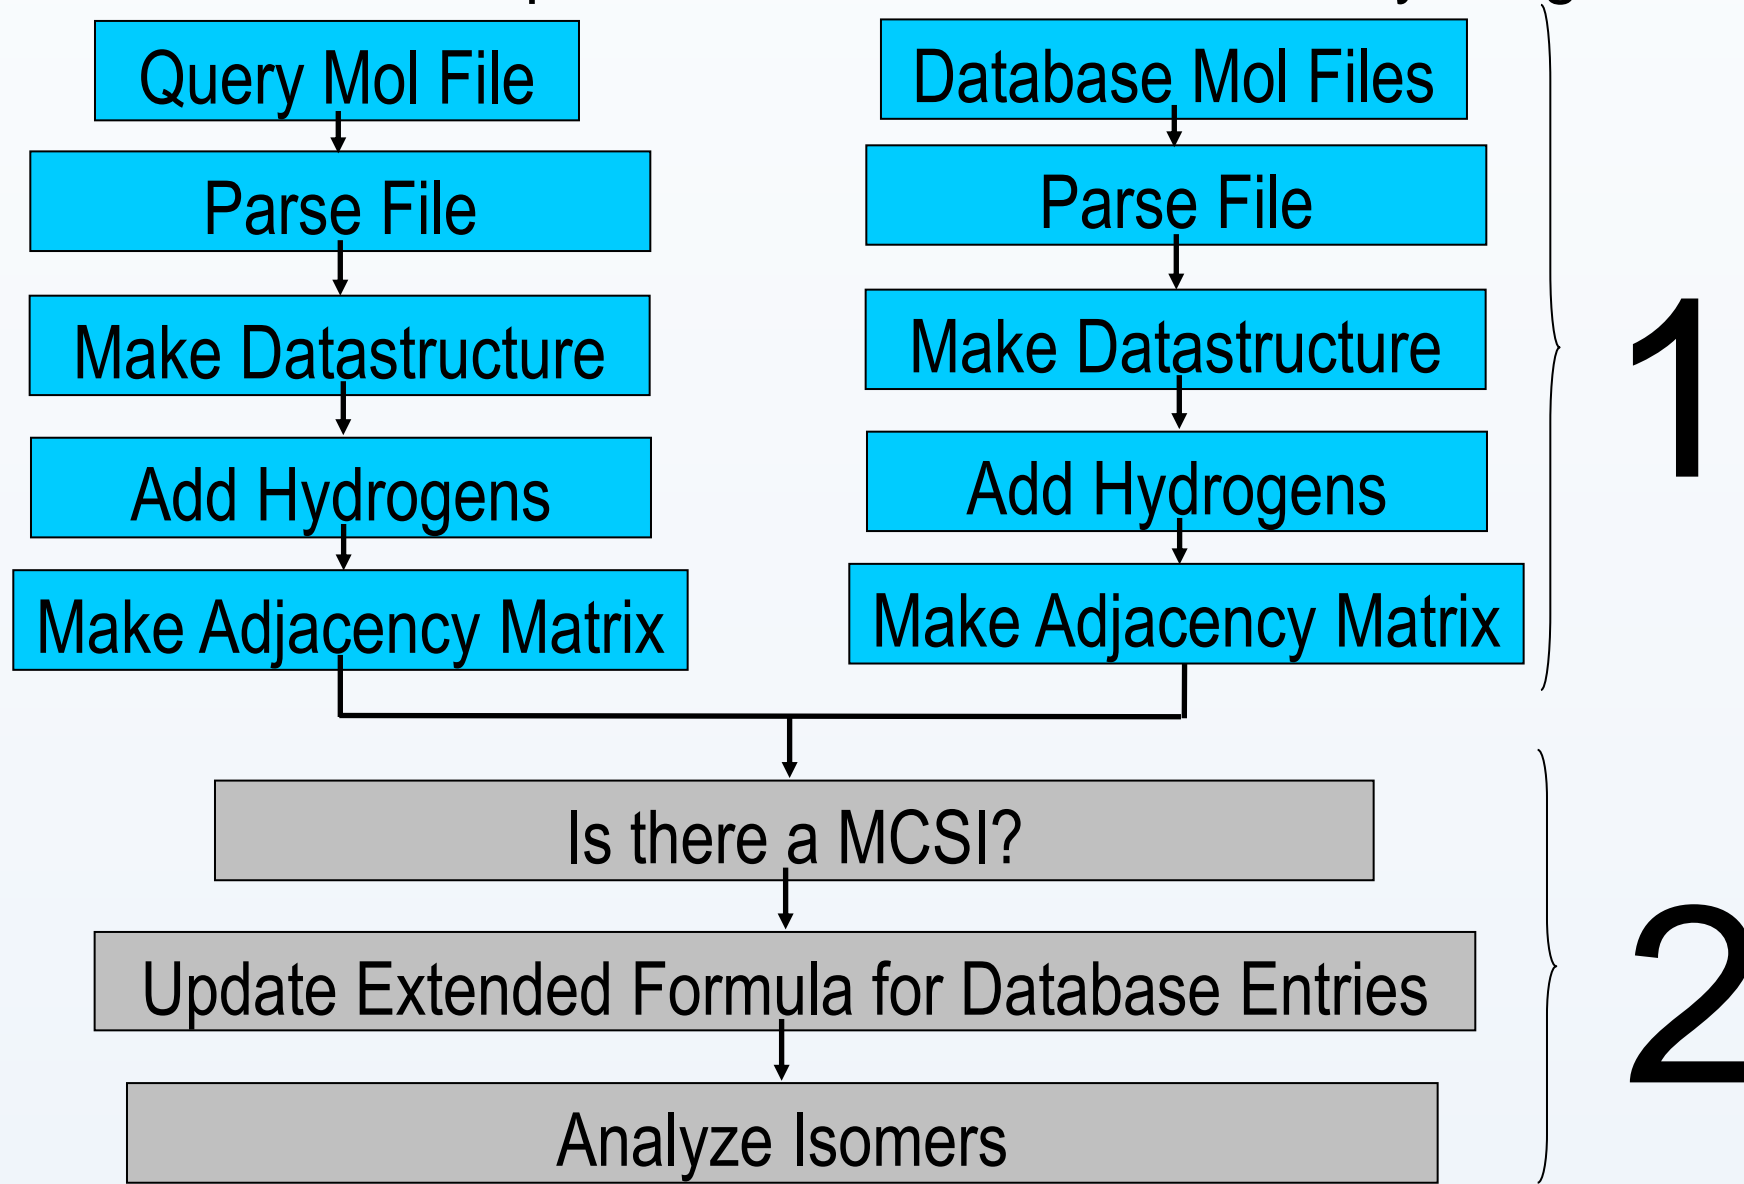 Query Mol File
Parse File
Make Datastructure
Add Hydrogens
Make Adjacency Matrix
Database Mol Files
Parse File
Make Datastructure
Add Hydrogens
Make Adjacency Matrix
1
Is there a MCSI?
Update Extended Formula for Database Entries
Analyze Isomers
2